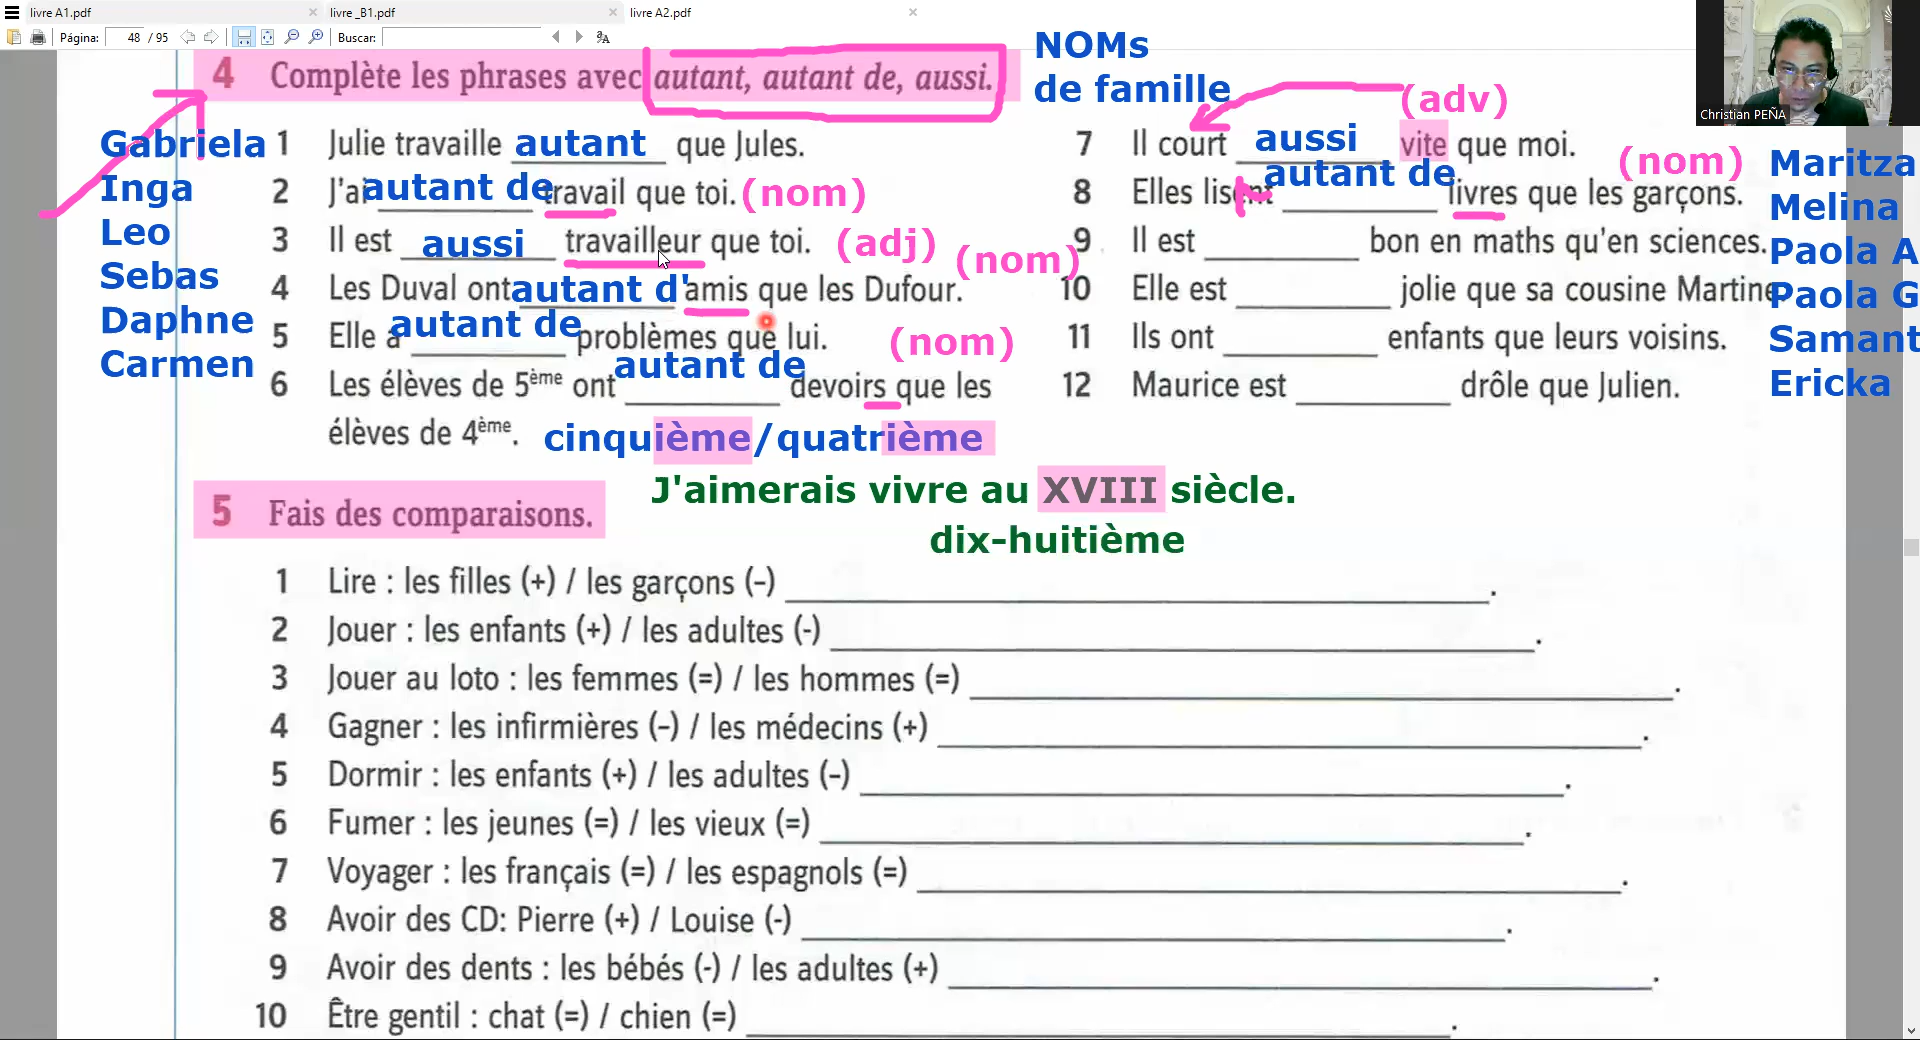 livre A1.pdf livre _B1.pdf livre A2.pdf
Página: 48 / 95 Buscar:
4 Complète les phrases avec autant, autant de, aussi.
NOMs
de famille
Christian PEÑA
Gabriela
Inga
Leo
Sebas
Daphne
Carmen
1 Julie travaille autant que Jules.
2 J'ai autant de travail que toi. (nom)
3 Il est aussi travailleur que toi. (adj)
4 Les Duval ont autant d' amis que les Dufour. (nom)
5 Elle a autant de problèmes que lui.
6 Les élèves de 5ème ont autant de devoirs que les (nom)
élèves de 4ème. cinquième/quatrième
7 Il court aussi vite que moi. (adv)
8 Elles lisent autant de livres que les garçons. (nom)
9 Il est ________ bon en maths qu'en sciences.
10 Elle est ________ jolie que sa cousine Martine
11 Ils ont ________ enfants que leurs voisins.
12 Maurice est ________ drôle que Julien.
Maritza
Melina
Paola A
Paola G
Samant
Ericka
J'aimerais vivre au XVIII siècle.
dix-huitième
5 Fais des comparaisons.
1 Lire : les filles (+) / les garçons (-) ________.
2 Jouer : les enfants (+) / les adultes (-) ________.
3 Jouer au loto : les femmes (=) / les hommes (=) ________.
4 Gagner : les infirmières (-) / les médecins (+) ________.
5 Dormir : les enfants (+) / les adultes (-) ________.
6 Fumer : les jeunes (=) / les vieux (=) ________.
7 Voyager : les français (=) / les espagnols (=) ________.
8 Avoir des CD: Pierre (+) / Louise (-) ________.
9 Avoir des dents : les bébés (-) / les adultes (+) ________.
10 Être gentil : chat (=) / chien (=) ________.